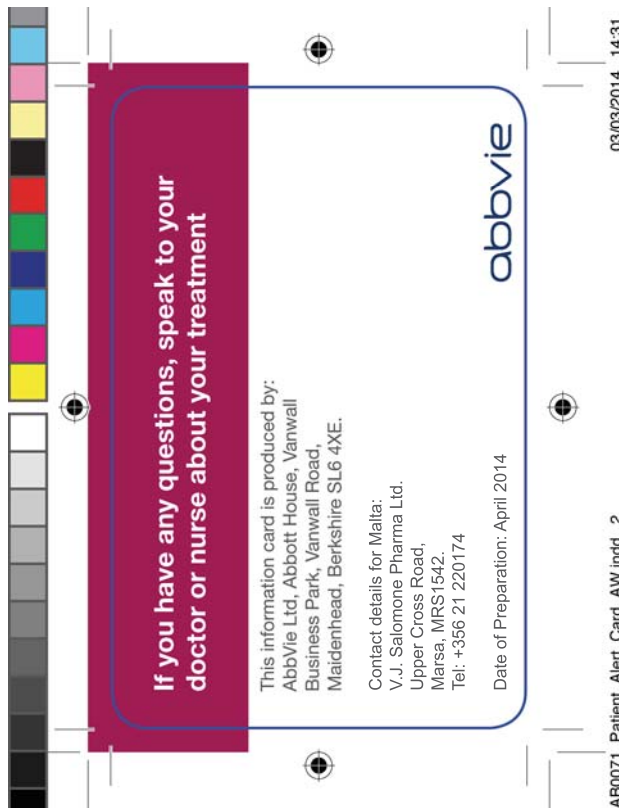 If you have any questions, speak to your
doctor or nurse about your treatment
This information card is produced by:
AbbVie Ltd, Abbott House, Vanwall
Business Park, Vanwall Road,
Maidenhead, Berkshire SL6 4XE.
Contact details for Malta:
V.J. Salomone Pharma Ltd.
Upper Cross Road,
Marsa, MRS1542.
Tel: +356 21 220174
Date of Preparation: April 2014
abbvie
AB0071_Patient_Alert_Card_AW.indd 2
03/03/2014 14:31